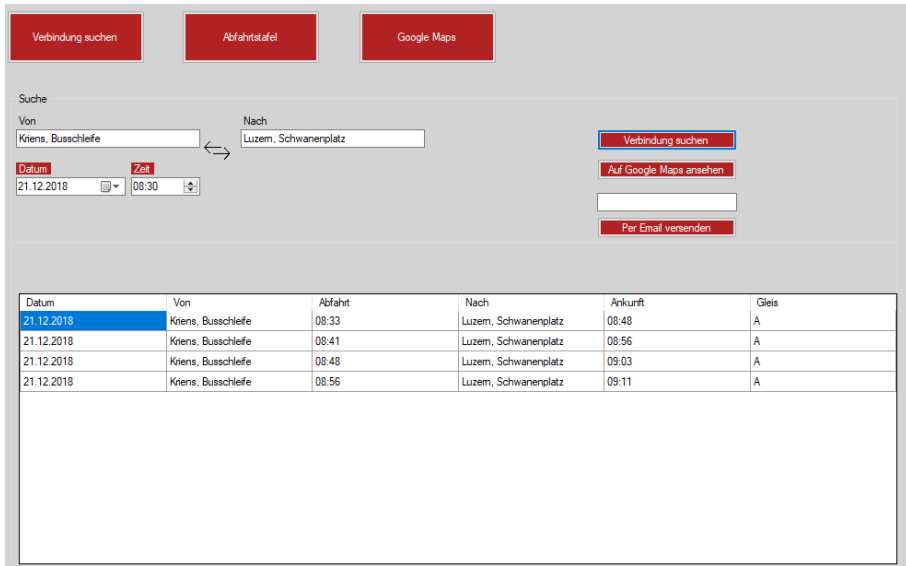 Verbindung suchen Abfahrtstafel Google Maps
Suche
Von Nach
Kriens, Busschleife Luzern, Schwanenplatz
Verbindung suchen
Datum Zeit
Auf Google Maps ansehen
21.12.2018 08:30
Per Email versenden
Datum Von Abfahrt Nach Ankunft Gleis
21.12.2018 Kriens, Busschleife 08:33 Luzern, Schwanenplatz 08:48 A
21.12.2018 Kriens, Busschleife 08:41 Luzern, Schwanenplatz 08:56 A
21.12.2018 Kriens, Busschleife 08:48 Luzern, Schwanenplatz 09:03 A
21.12.2018 Kriens, Busschleife 08:56 Luzern, Schwanenplatz 09:11 A